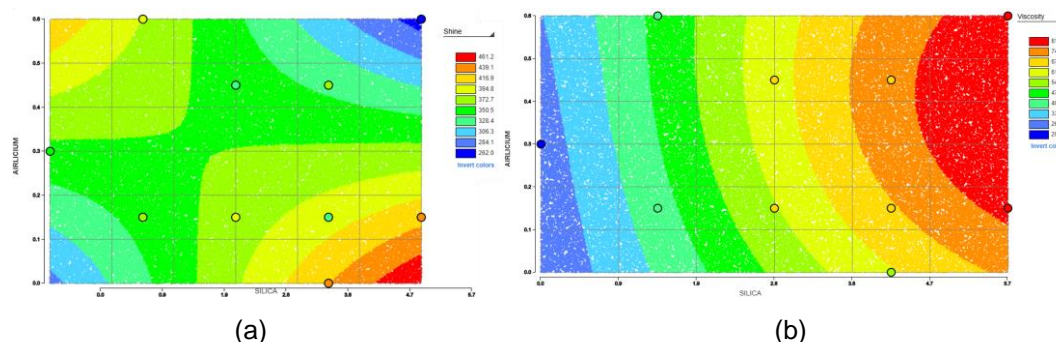 Shine
461.2
439.1
416.9
394.8
372.7
350.5
328.4
306.3
284.1
262.0
Invert colors
AIRLICIUM
0.6
0.5
0.4
0.3
0.2
0.1
0.0
0.0 0.9 1.9 2.8 3.8 4.7 5.7
SILICA
(a)
Viscosity
Invert co
AIRLICIUM
0.6
0.5
0.4
0.3
0.2
0.1
0.0
0.0 0.9 1.9 2.8 3.8 4.7 5.7
SILICA
(b)